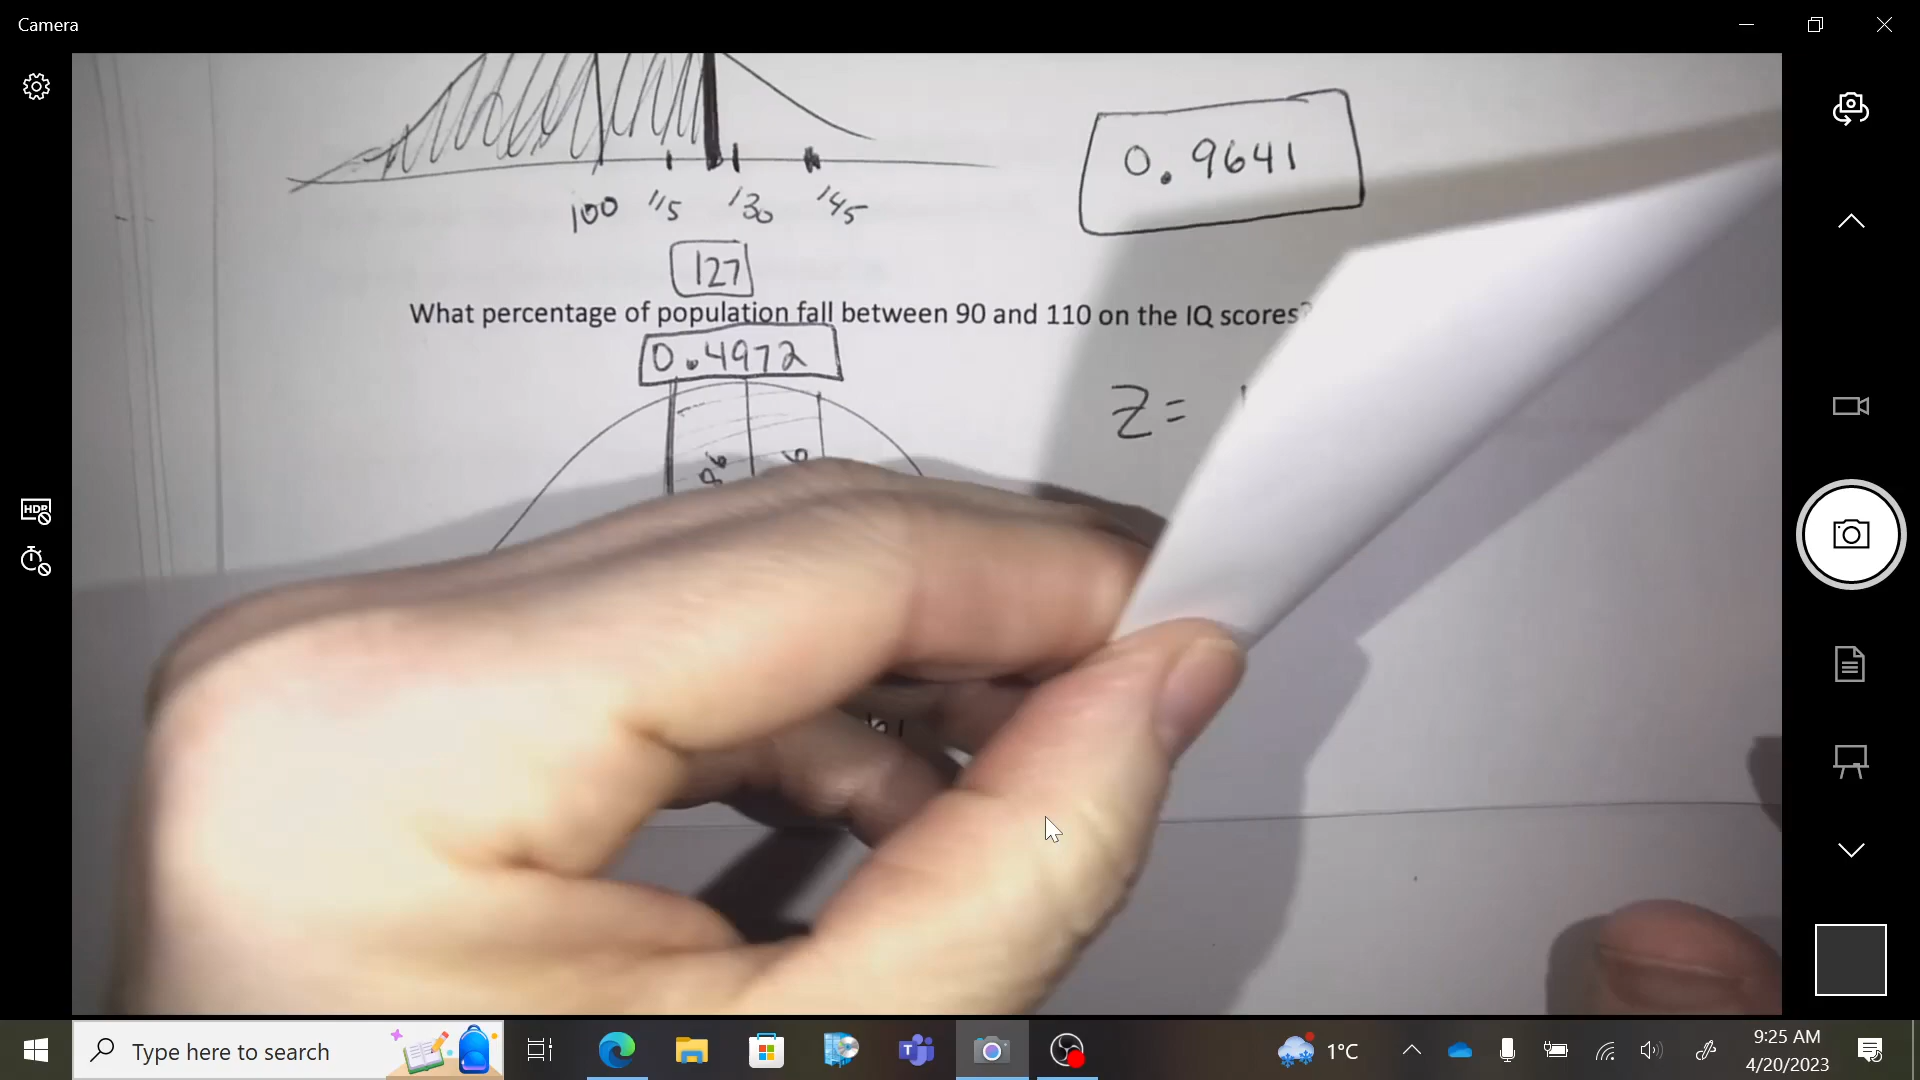 Camera
0.9641
100 115 130 145
127
What percentage of population fall between 90 and 110 on the IQ scores?
0.4972
Z=
HDR
Type here to search
1°C
9:25 AM
4/20/2023